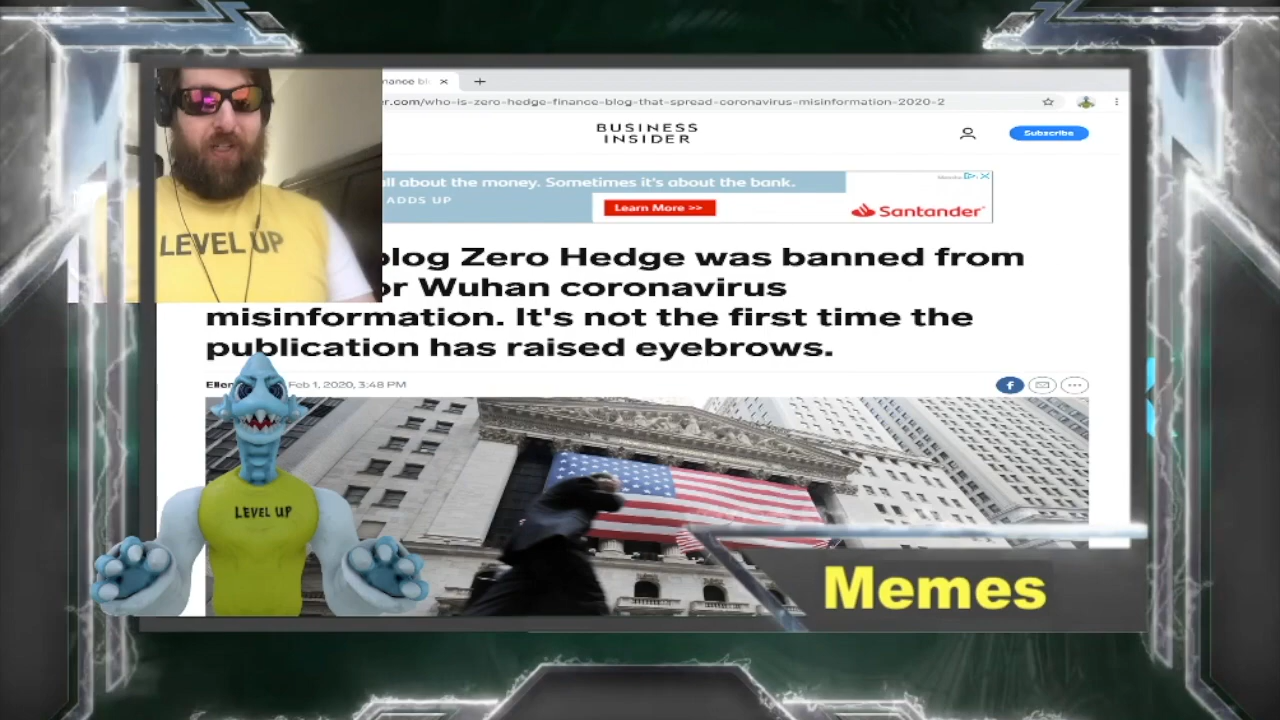 nance bl
er.com/who-is-zero-hedge-finance-blog-that-spread-coronavirus-misinformation-2020-2
BUSINESS
INSIDER
Subscribe
all about the money. Sometimes it's about the bank.
ADDS UP
Learn More >>
Santander
LEVEL UP
blog Zero Hedge was banned from
or Wuhan coronavirus
misinformation. It's not the first time the
publication has raised eyebrows.
Ellen
Feb 1, 2020, 3:48 PM
LEVEL UP
Memes